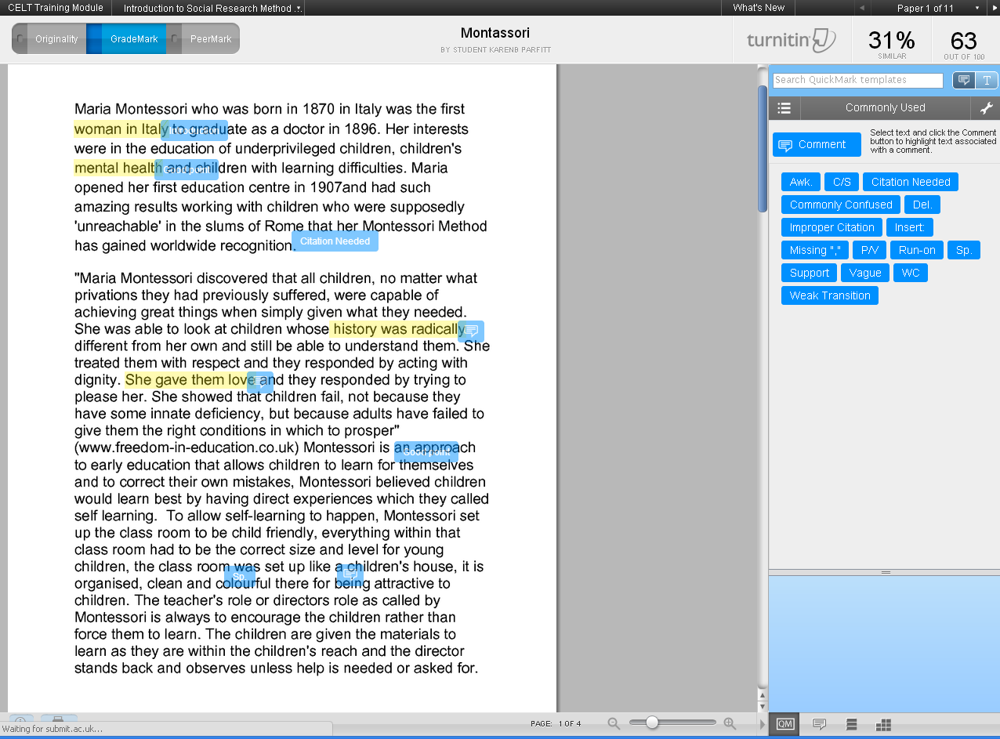 CELT Training Module
Introduction to Social Research Method ...
What's New
Paper 1 of 11
Originality
GradeMark
PeerMark
Montassori
BY STUDENT KARENB PARFITT
turnitin
31%
SIMILAR
63
OUT OF 100
Maria Montessori who was born in 1870 in Italy was the first
woman in Italy to graduate as a doctor in 1896. Her interests
Introduction
were in the education of underprivileged children, children's
mental health and children with learning difficulties. Maria
Good point
opened her first education centre in 1907and had such
amazing results working with children who were supposedly
'unreachable' in the slums of Rome that her Montessori Method
has gained worldwide recognition.
Citation Needed
"Maria Montessori discovered that all children, no matter what
privations they had previously suffered, were capable of
achieving great things when simply given what they needed.
She was able to look at children whose history was radically
different from her own and still be able to understand them. She
treated them with respect and they responded by acting with
dignity. She gave them love and they responded by trying to
please her. She showed that children fail, not because they
have some innate deficiency, but because adults have failed to
give them the right conditions in which to prosper"
(www.freedom-in-education.co.uk) Montessori is an approach
Good point
to early education that allows children to learn for themselves
and to correct their own mistakes, Montessori believed children
would learn best by having direct experiences which they called
self learning.  To allow self-learning to happen, Montessori set
up the class room to be child friendly, everything within that
class room had to be the correct size and level for young
children, the class room was set up like a children's house, it is
Sp.
organised, clean and colourful there for being attractive to
children. The teacher's role or directors role as called by
Montessori is always to encourage the children rather than
force them to learn. The children are given the materials to
learn as they are within the children's reach and the director
stands back and observes unless help is needed or asked for.
Search QuickMark templates
T
Commonly Used
Comment
Select text and click the Comment
button to highlight text associated
with a comment.
Awk.
C/S
Citation Needed
Commonly Confused
Del.
Improper Citation
Insert:
Missing ","
P/V
Run-on
Sp.
Support
Vague
WC
Weak Transition
Waiting for submit.ac.uk...
PAGE: 1 OF 4
QM